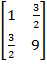 [ 1 3/2 ]
[ 3/2 9 ]